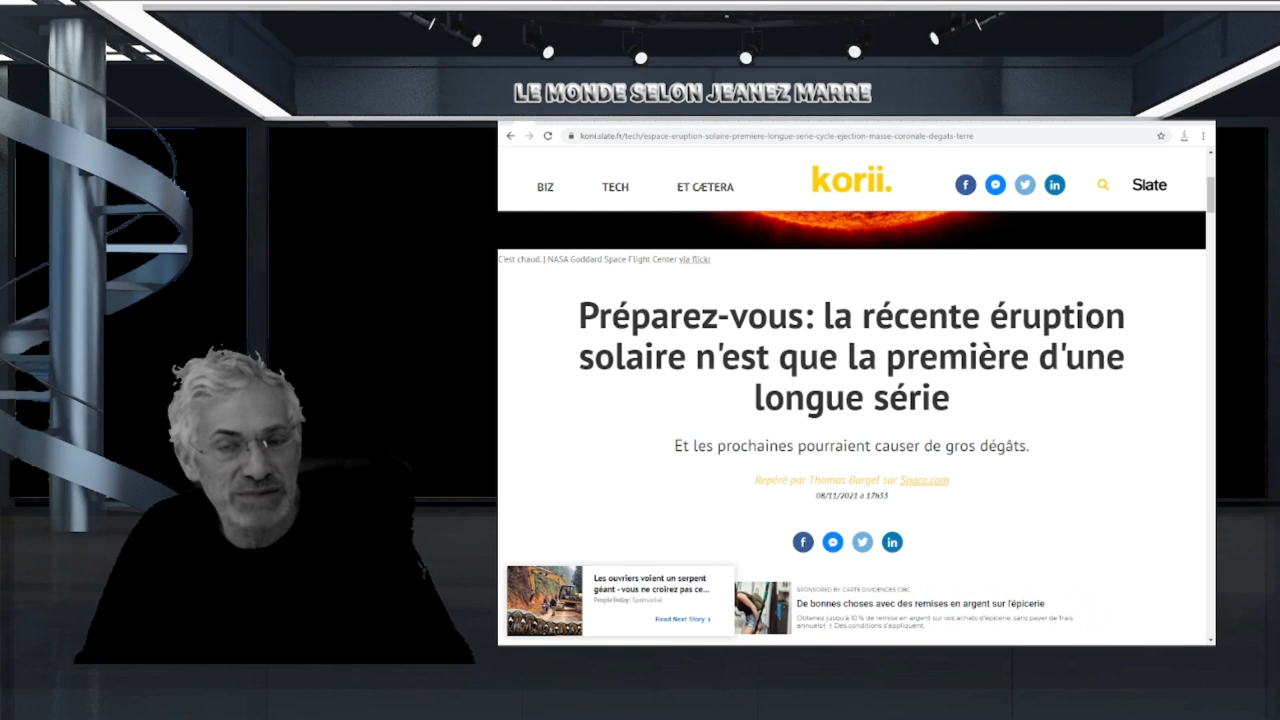 LE MONDE SELON JEANEZ MARRE
korii.slate.fr/tech/espace-eruption-solaire-premiere-longue-serie-cycle-ejection-masse-coronale-degats-terre
BIZ TECH ET CÆTERA korii. Slate
C'est chaud. | NASA Goddard Space Flight Center via flickr
Préparez-vous: la récente éruption
solaire n'est que la première d'une
longue série
Et les prochaines pourraient causer de gros dégâts.
Repéré par Thomas Burgel sur Space.com
08/11/2021 à 17h53
Les ouvriers voient un serpent
géant - vous ne croirez pas ce...
PeopleToday | Sponsorisé
Read Next Story >
SPONSORED BY CARTE DIVIDENDES CIBC
De bonnes choses avec des remises en argent sur l'épicerie
Obtenez jusqu'à 10 % de remise en argent sur vos achats d'épicerie, sans payer de frais
annuels†. † Des conditions s'appliquent.